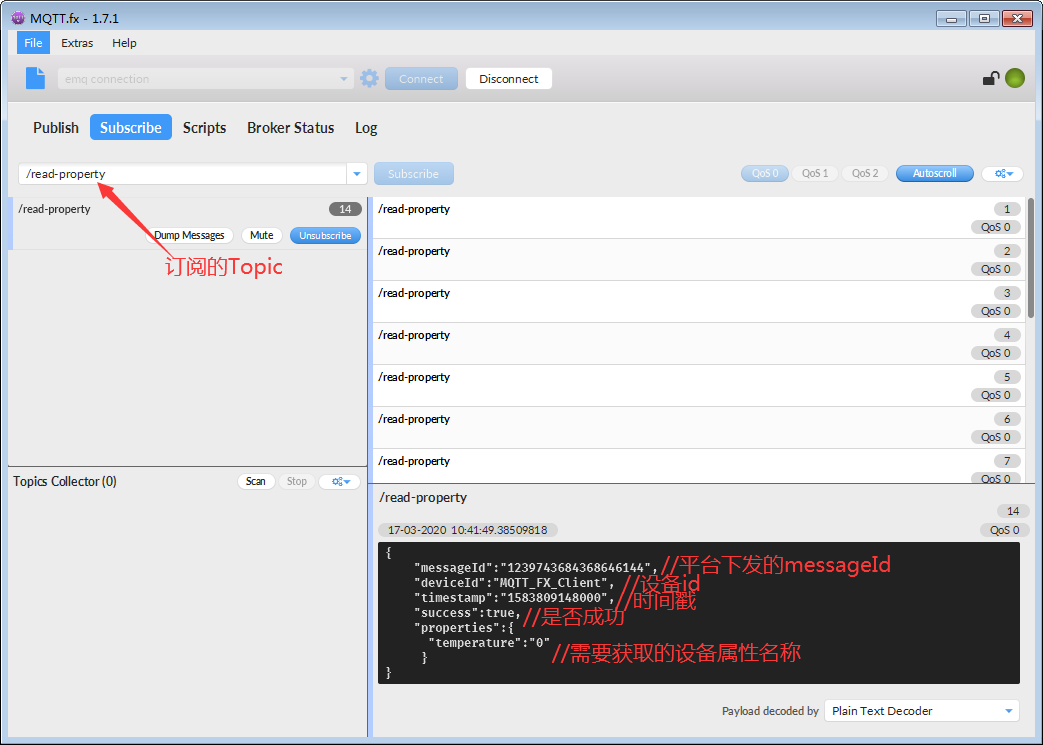 MQTT.fx - 1.7.1
File Extras Help
emq connection Connect Disconnect
Publish Subscribe Scripts Broker Status Log
/read-property Subscribe QoS 0 QoS 1 QoS 2 Autoscroll
/read-property 14
Dump Messages Mute Unsubscribe
订阅的Topic
/read-property 1
QoS 0
/read-property 2
QoS 0
/read-property 3
QoS 0
/read-property 4
QoS 0
/read-property 5
QoS 0
/read-property 6
QoS 0
/read-property 7
QoS 0
Topics Collector (0) Scan Stop
/read-property
14
17-03-2020 10:41:49.38509818 QoS 0
{
"messageId":"1239743684368646144", //平台下发的messageId
"deviceId":"MQTT_FX_Client", //设备id
"timestamp":"1583809148000", //时间戳
"success":true, //是否成功
"properties":{
"temperature":"0" //需要获取的设备属性名称
}
}
Payload decoded by Plain Text Decoder